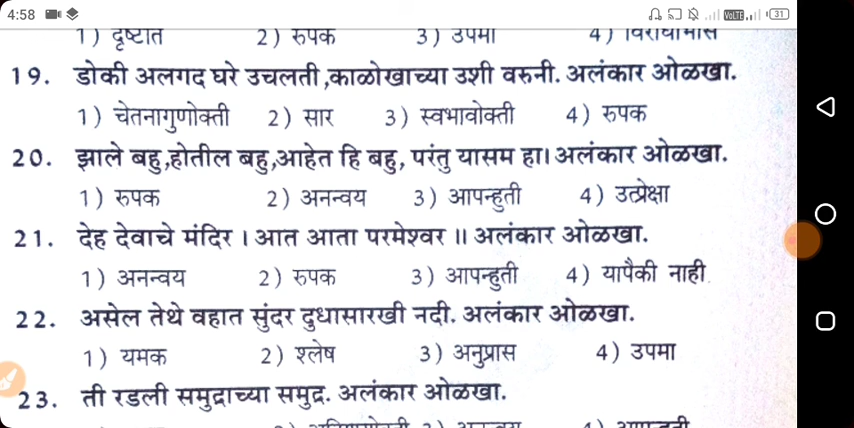 4:58
VoLTE 31
1) दृष्टांत 2) रुपक 3) उपमा 4) विरोधाभास
19. डोकी अलगद घरे उचलती ,काळोखाच्या उशी वरुनी. अलंकार ओळखा.
1) चेतनागुणोक्ती 2) सार 3) स्वभावोक्ती 4) रुपक
20. झाले बहु,होतील बहु,आहेत हि बहु, परंतु यासम हा। अलंकार ओळखा.
1) रुपक 2) अनन्वय 3) आपन्हुती 4) उत्प्रेक्षा
21. देह देवाचे मंदिर । आत आता परमेश्वर ॥ अलंकार ओळखा.
1) अनन्वय 2) रुपक 3) आपन्हुती 4) यापैकी नाही
22. असेल तेथे वहात सुंदर दुधासारखी नदी. अलंकार ओळखा.
1) यमक 2) श्लेष 3) अनुप्रास 4) उपमा
23. ती रडली समुद्राच्या समुद्र. अलंकार ओळखा.